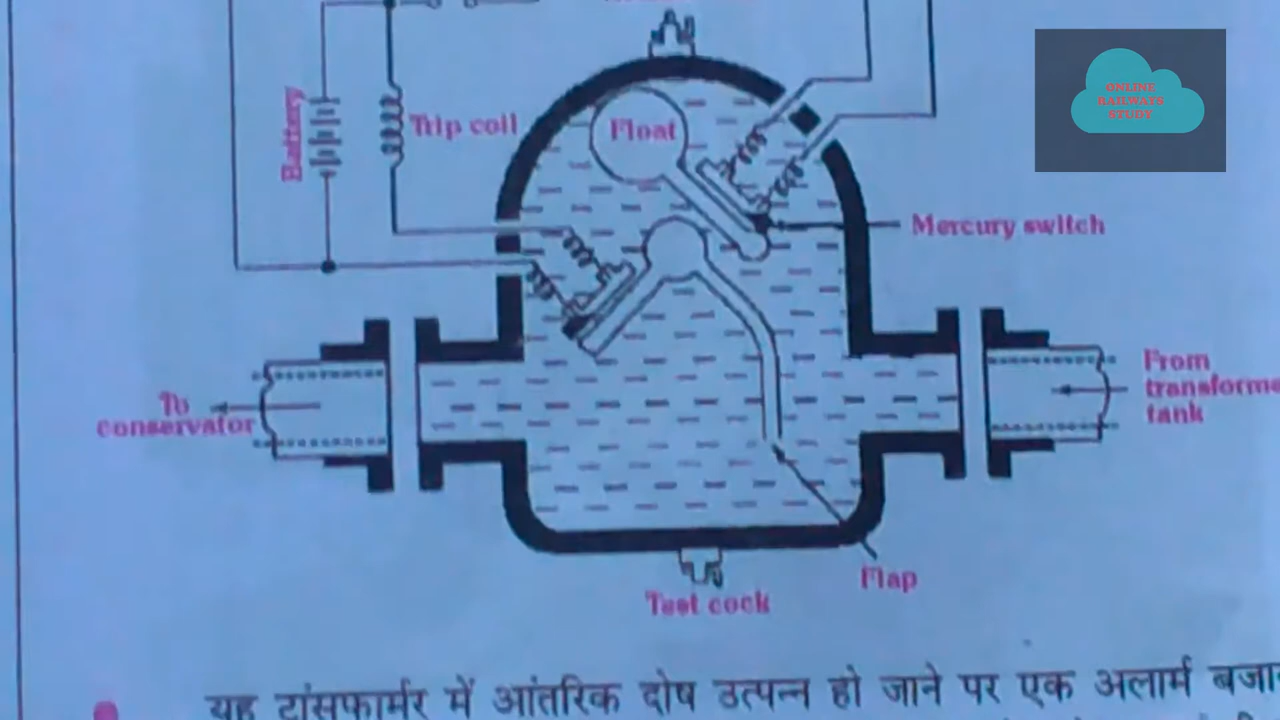 ONLINE
RAILWAYS
STUDY
Battery
Trip coil
Float
Mercury switch
To
conservator
From
transforme
tank
Flap
Test cock
यह ट्रांसफार्मर में आंतरिक दोष उत्पन्न हो जाने पर एक अलार्म